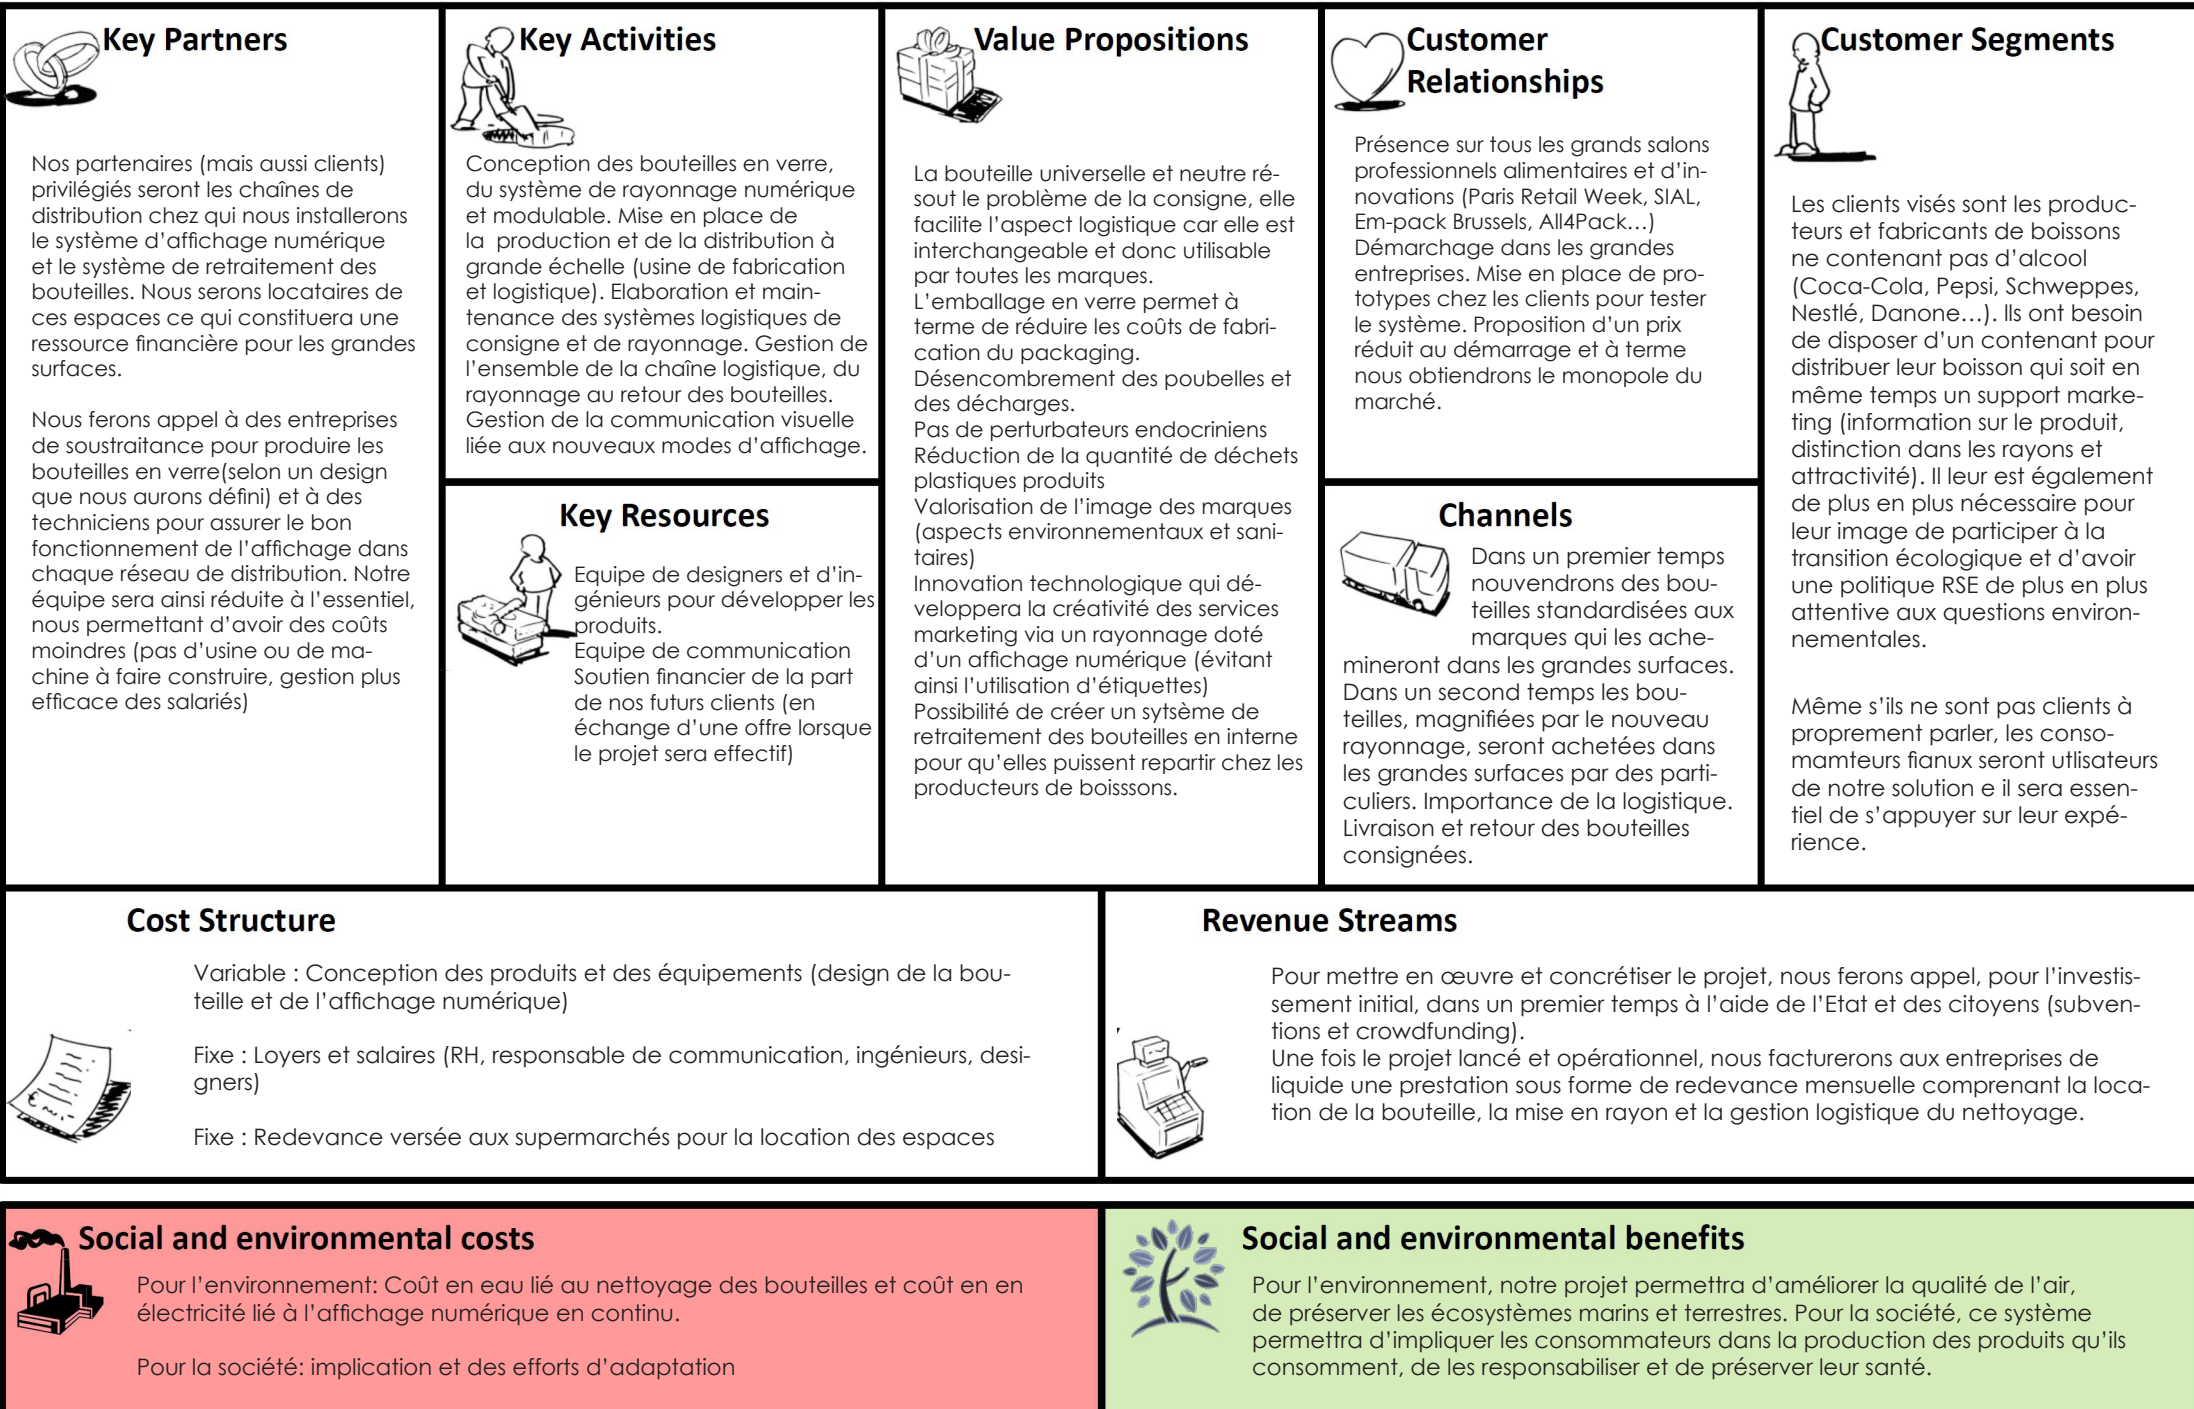 Key Partners
Nos partenaires (mais aussi clients)
privilégiés seront les chaînes de
distribution chez qui nous installerons
le système d'affichage numérique
et le système de retraitement des
bouteilles. Nous serons locataires de
ces espaces ce qui constituera une
ressource financière pour les grandes
surfaces.
Nous ferons appel à des entreprises
de soustraitance pour produire les
bouteilles en verre(selon un design
que nous aurons défini) et à des
techniciens pour assurer le bon
fonctionnement de l'affichage dans
chaque réseau de distribution. Notre
équipe sera ainsi réduite à l'essentiel,
nous permettant d'avoir des coûts
moindres (pas d'usine ou de ma-
chine à faire construire, gestion plus
efficace des salariés)
Key Activities
Conception des bouteilles en verre,
du système de rayonnage numérique
et modulable. Mise en place de
la  production et de la distribution à
grande échelle (usine de fabrication
et logistique). Elaboration et main-
tenance des systèmes logistiques de
consigne et de rayonnage. Gestion de
l'ensemble de la chaîne logistique, du
rayonnage au retour des bouteilles.
Gestion de la communication visuelle
liée aux nouveaux modes d'affichage.
Key Resources
Equipe de designers et d'in-
génieurs pour développer les
produits.
Equipe de communication
Soutien financier de la part
de nos futurs clients (en
échange d'une offre lorsque
le projet sera effectif)
Value Propositions
La bouteille universelle et neutre ré-
sout le problème de la consigne, elle
facilite l'aspect logistique car elle est
interchangeable et donc utilisable
par toutes les marques.
L'emballage en verre permet à
terme de réduire les coûts de fabri-
cation du packaging.
Désencombrement des poubelles et
des décharges.
Pas de perturbateurs endocriniens
Réduction de la quantité de déchets
plastiques produits
Valorisation de l'image des marques
(aspects environnementaux et sani-
taires)
Innovation technologique qui dé-
veloppera la créativité des services
marketing via un rayonnage doté
d'un affichage numérique (évitant
ainsi l'utilisation d'étiquettes)
Possibilité de créer un sytsème de
retraitement des bouteilles en interne
pour qu'elles puissent repartir chez les
producteurs de boisssons.
Customer
Relationships
Présence sur tous les grands salons
professionnels alimentaires et d'in-
novations (Paris Retail Week, SIAL,
Em-pack Brussels, All4Pack…)
Démarchage dans les grandes
entreprises. Mise en place de pro-
totypes chez les clients pour tester
le système. Proposition d'un prix
réduit au démarrage et à terme
nous obtiendrons le monopole du
marché.
Channels
Dans un premier temps
nouvendrons des bou-
teilles standardisées aux
marques qui les ache-
mineront dans les grandes surfaces.
Dans un second temps les bou-
teilles, magnifiées par le nouveau
rayonnage, seront achetées dans
les grandes surfaces par des parti-
culiers. Importance de la logistique.
Livraison et retour des bouteilles
consignées.
Customer Segments
Les clients visés sont les produc-
teurs et fabricants de boissons
ne contenant pas d'alcool
(Coca-Cola, Pepsi, Schweppes,
Nestlé, Danone…). Ils ont besoin
de disposer d'un contenant pour
distribuer leur boisson qui soit en
même temps un support marke-
ting (information sur le produit,
distinction dans les rayons et
attractivité). Il leur est également
de plus en plus nécessaire pour
leur image de participer à la
transition écologique et d'avoir
une politique RSE de plus en plus
attentive aux questions environ-
nementales.
Même s'ils ne sont pas clients à
proprement parler, les conso-
mamteurs fianux seront utlisateurs
de notre solution e il sera essen-
tiel de s'appuyer sur leur expé-
rience.
Cost Structure
Variable : Conception des produits et des équipements (design de la bou-
teille et de l'affichage numérique)
Fixe : Loyers et salaires (RH, responsable de communication, ingénieurs, desi-
gners)
Fixe : Redevance versée aux supermarchés pour la location des espaces
Revenue Streams
Pour mettre en œuvre et concrétiser le projet, nous ferons appel, pour l'investis-
sement initial, dans un premier temps à l'aide de l'Etat et des citoyens (subven-
tions et crowdfunding).
Une fois le projet lancé et opérationnel, nous facturerons aux entreprises de
liquide une prestation sous forme de redevance mensuelle comprenant la loca-
tion de la bouteille, la mise en rayon et la gestion logistique du nettoyage.
Social and environmental costs
Pour l'environnement: Coût en eau lié au nettoyage des bouteilles et coût en en
électricité lié à l'affichage numérique en continu.
Pour la société: implication et des efforts d'adaptation
Social and environmental benefits
Pour l'environnement, notre projet permettra d'améliorer la qualité de l'air,
de préserver les écosystèmes marins et terrestres. Pour la société, ce système
permettra d'impliquer les consommateurs dans la production des produits qu'ils
consomment, de les responsabiliser et de préserver leur santé.